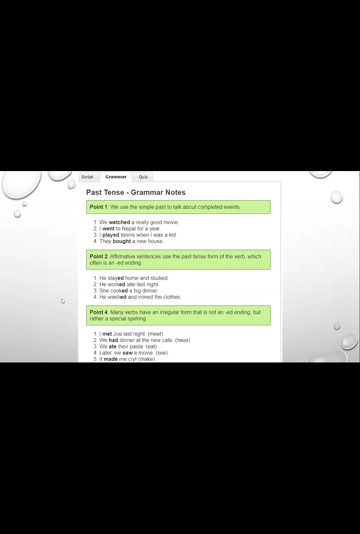 Script Grammar Quiz
Past Tense - Grammar Notes
Point 1: We use the simple past to talk about completed events.
1. We watched a really good movie.
2. I went to Nepal for a year.
3. I played tennis when I was a kid.
4. They bought a new house.
Point 2: Affirmative sentences use the past tense form of the verb, which
often is an -ed ending.
1. He stayed home and studied.
2. He worked late last night.
3. She cooked a big dinner.
4. He washed and ironed the clothes.
Point 4: Many verbs have an irregular form that is not an -ed ending, but
rather a special spelling.
1. I met Joe last night. (meet)
2. We had dinner at the new cafe. (have)
3. We ate their pasta. (eat)
4. Later, we saw a movie. (see)
5. It made me cry! (make)